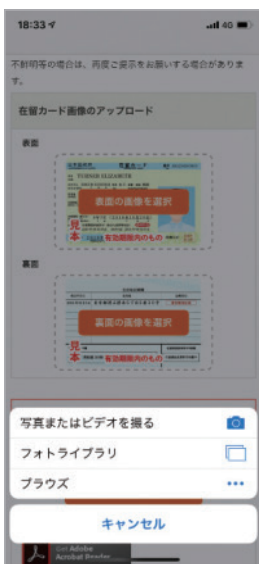 18:33
4G
不鮮明等の場合は、再度ご提示をお願いする場合がありま
す。
在留カード画像のアップロード
表面
TURNER ELIZABETH
表面の画像を選択
見本
有効期限内のもの
裏面
裏面の画像を選択
見本
有効期限内のもの
写真またはビデオを撮る
フォトライブラリ
ブラウズ
キャンセル
Get Adobe
Acrobat Reader